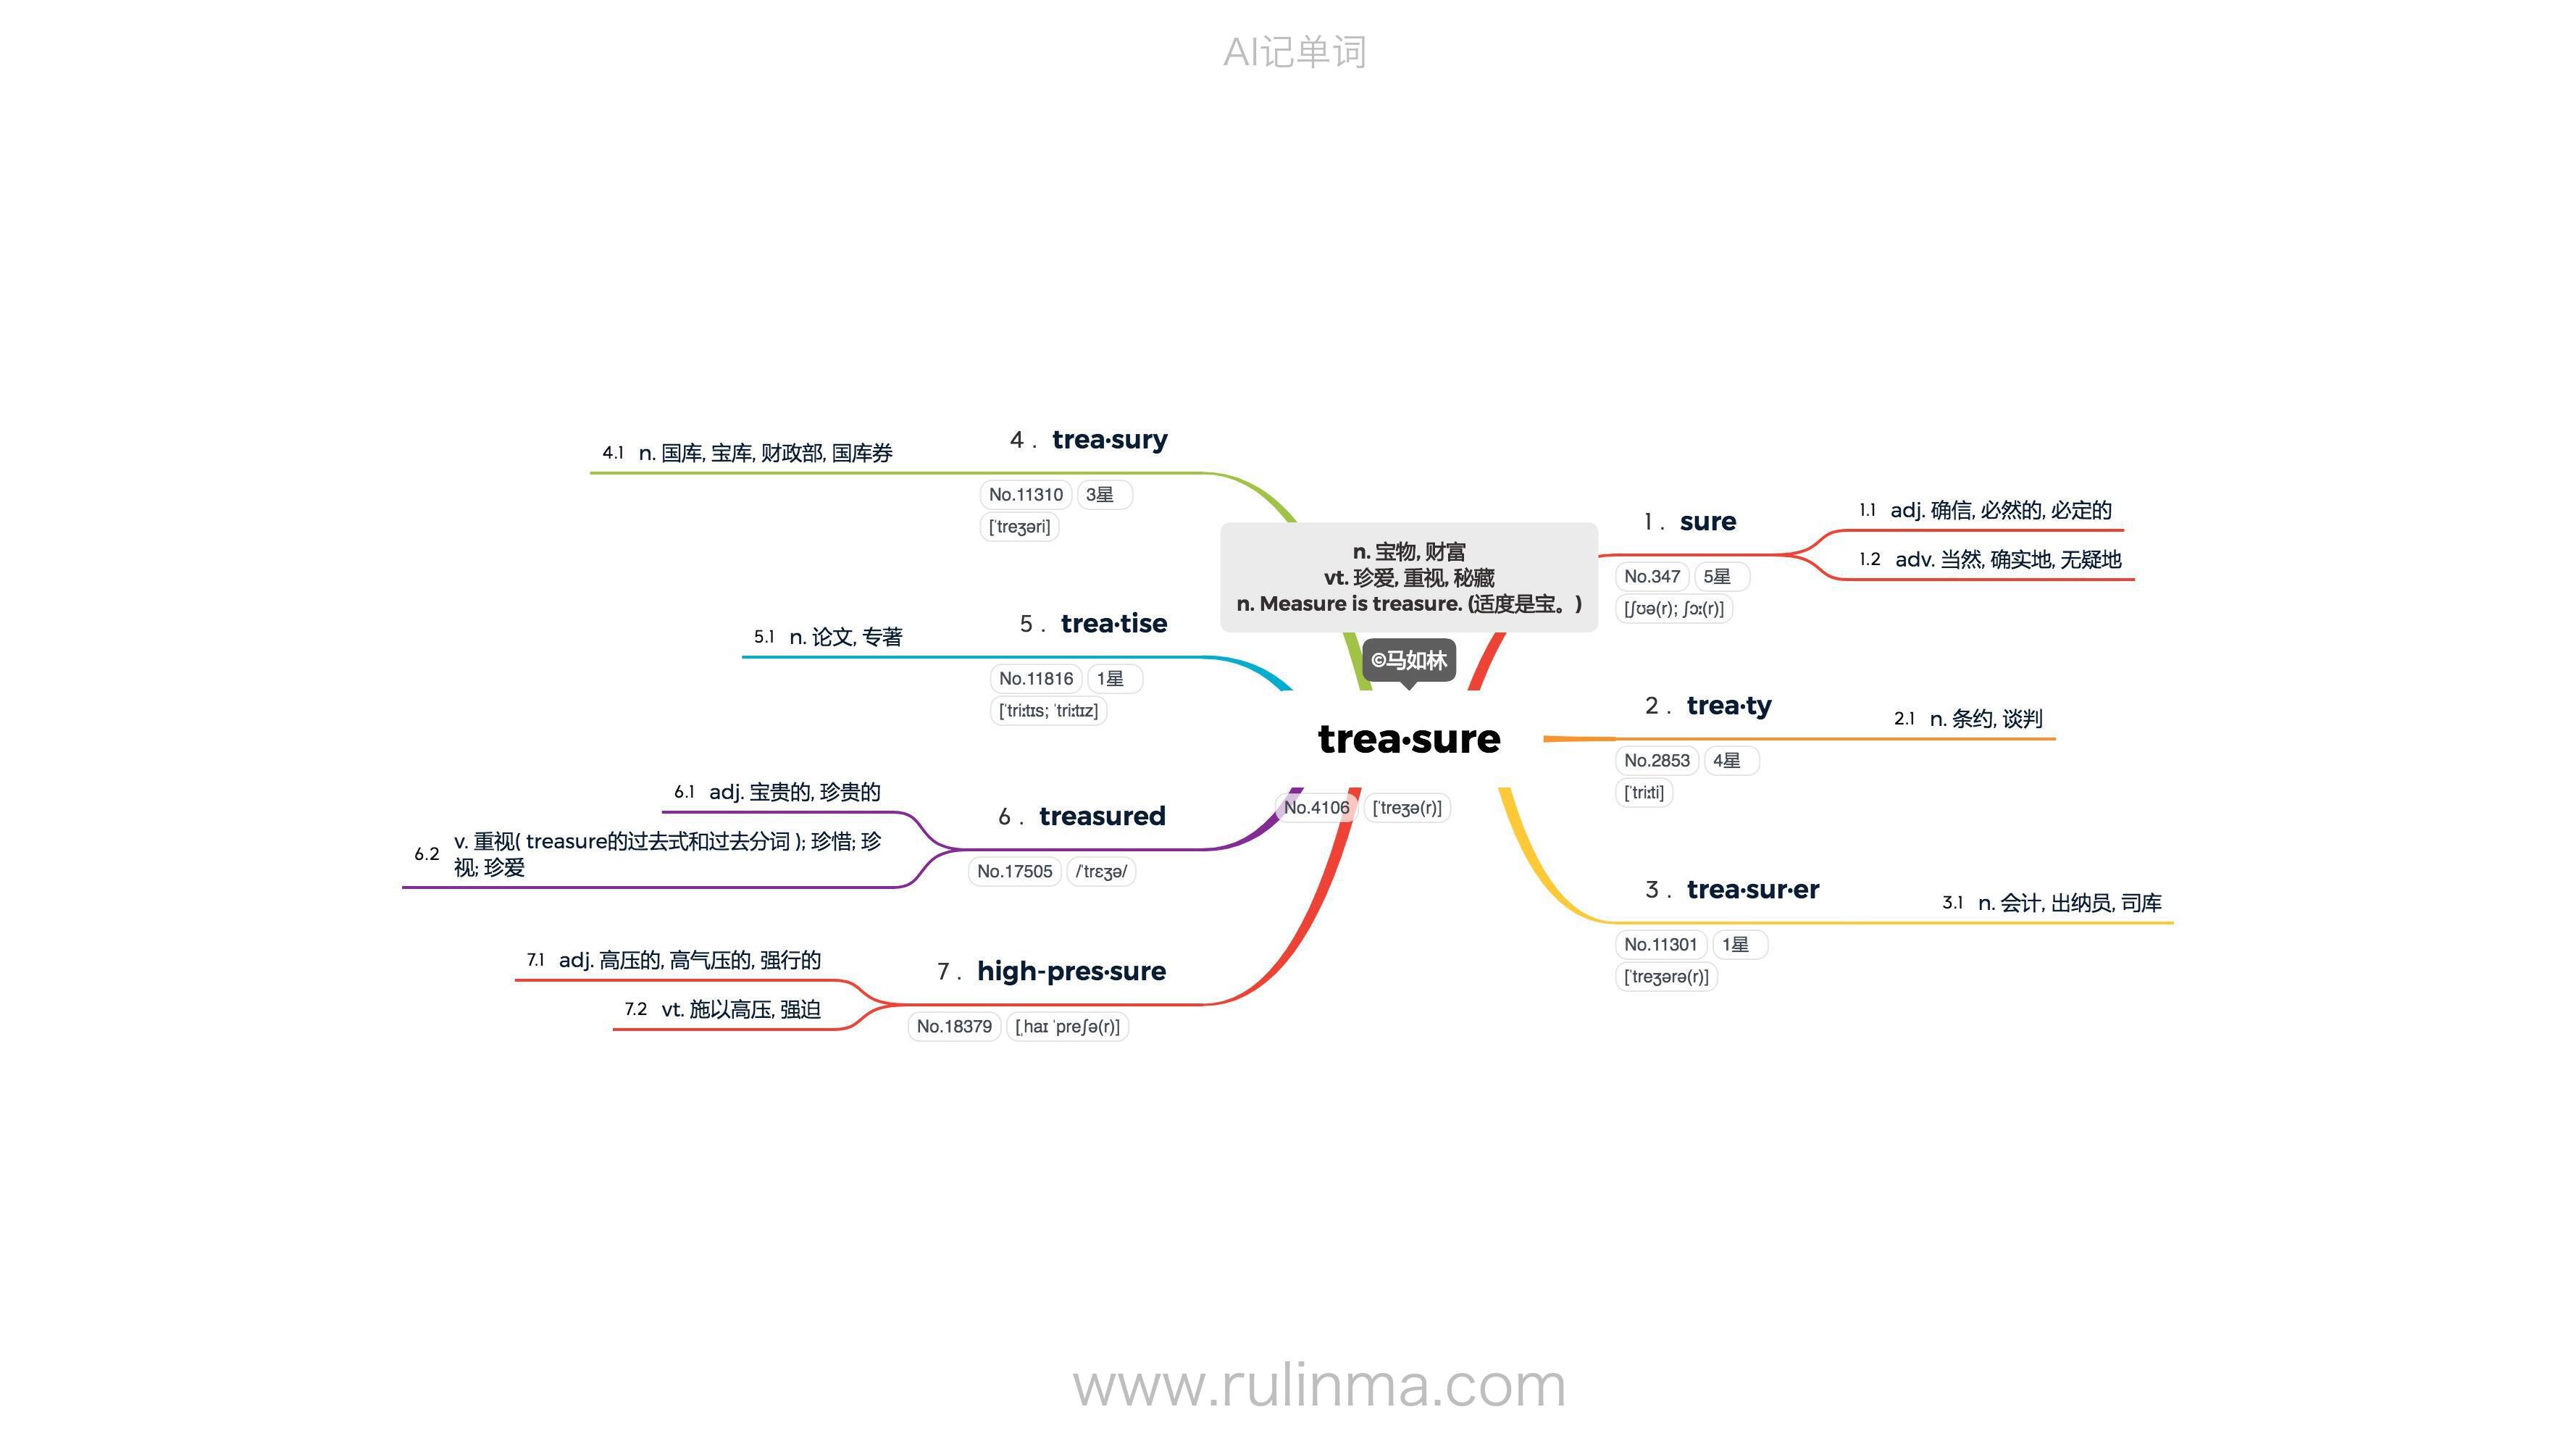 AI记单词
n. 宝物, 财富
vt. 珍爱, 重视, 秘藏
n. Measure is treasure. (适度是宝。)
©马如林
trea·sure
No.4106 ['treʒə(r)]
1. sure
No.347 5星
[ʃʊə(r); ʃɔː(r)]
1.1 adj. 确信, 必然的, 必定的
1.2 adv. 当然, 确实地, 无疑地
2. trea·ty
No.2853 4星
['triːti]
2.1 n. 条约, 谈判
3. trea·sur·er
No.11301 1星
['treʒərə(r)]
3.1 n. 会计, 出纳员, 司库
4. trea·sury
No.11310 3星
['treʒəri]
4.1 n. 国库, 宝库, 财政部, 国库券
5. trea·tise
No.11816 1星
['triːtɪs; 'triːtɪz]
5.1 n. 论文, 专著
6. treasured
No.17505 /'trɛʒə/
6.1 adj. 宝贵的, 珍贵的
6.2 v. 重视( treasure的过去式和过去分词 ); 珍惜; 珍
视; 珍爱
7. high-pres·sure
No.18379 [ˌhaɪ 'preʃə(r)]
7.1 adj. 高压的, 高气压的, 强行的
7.2 vt. 施以高压, 强迫
www.rulinma.com